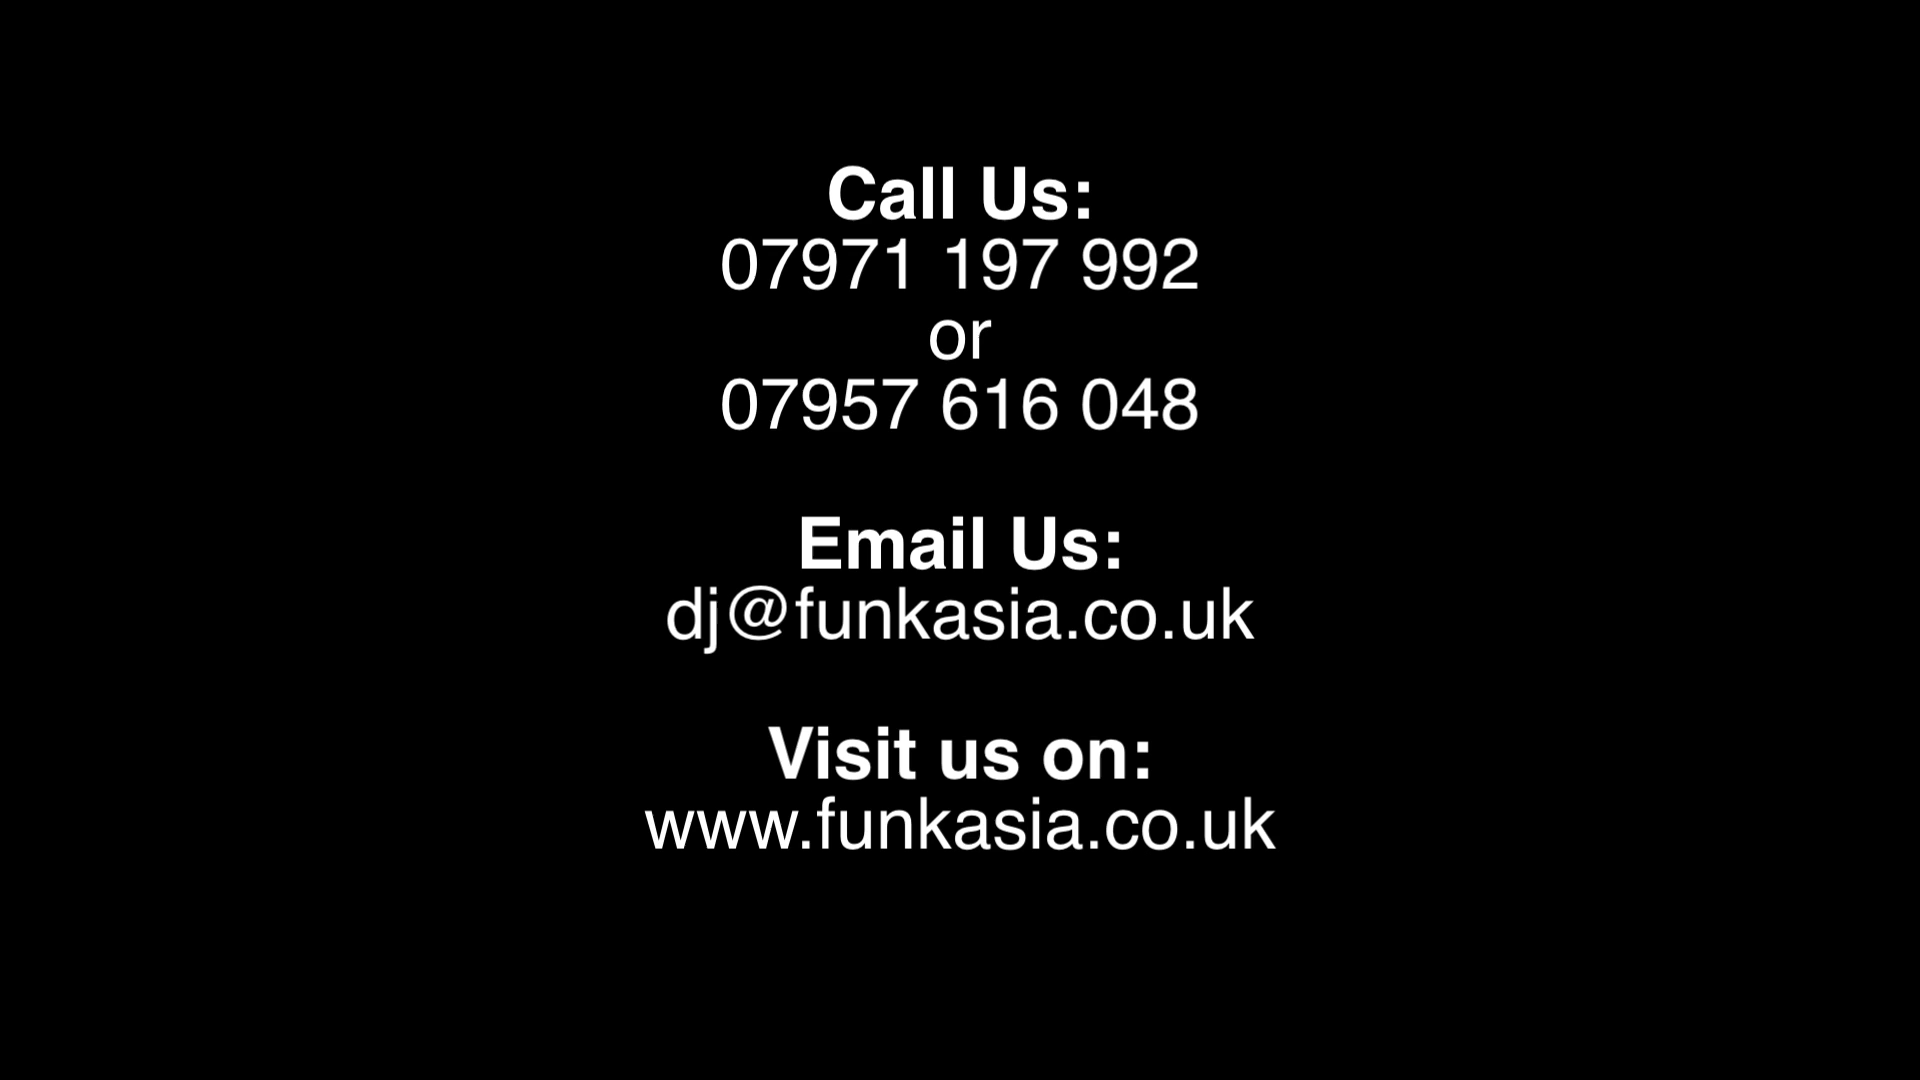 Call Us:
07971 197 992
or
07957 616 048
Email Us:
dj@funkasia.co.uk
Visit us on:
www.funkasia.co.uk